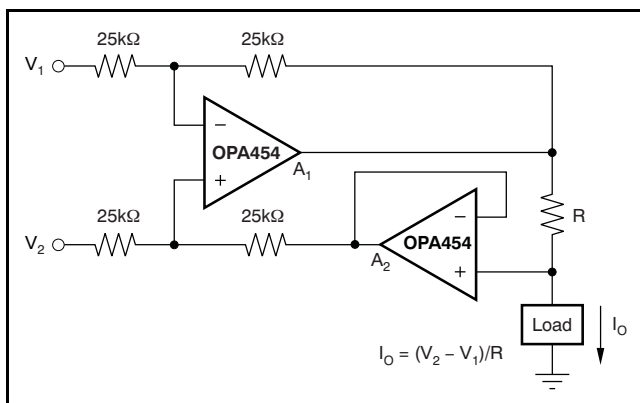 25kΩ 25kΩ
V1
−
OPA454
+
A1
25kΩ 25kΩ
V2
−
OPA454
+
A2
R
Load
IO
IO = (V2 − V1)/R